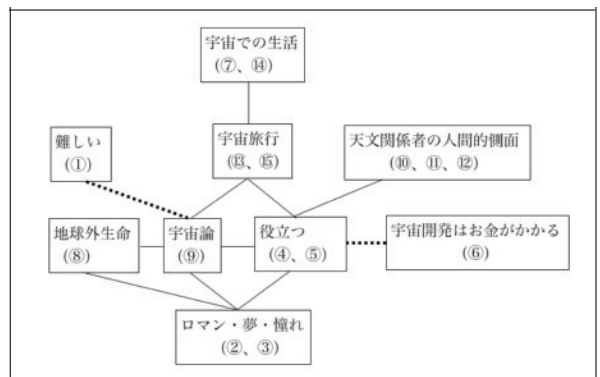 宇宙での生活
(⑦、⑭)
難しい
(①)
宇宙旅行
(⑬、⑮)
天文関係者の人間的側面
(⑩、⑪、⑫)
地球外生命
(⑧)
宇宙論
(⑨)
役立つ
(④、⑤)
宇宙開発はお金がかかる
(⑥)
ロマン・夢・憧れ
(②、③)